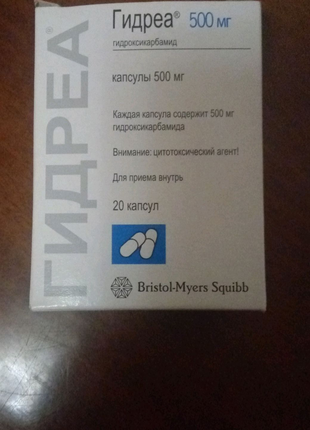 ГИДРЕА®
Гидреа® 500 мг
гидроксикарбамид
капсулы 500 мг
Каждая капсула содержит 500 мг
гидроксикарбамида
Внимание: цитотоксический агент!
Для приема внутрь
20 капсул
Bristol-Myers Squibb